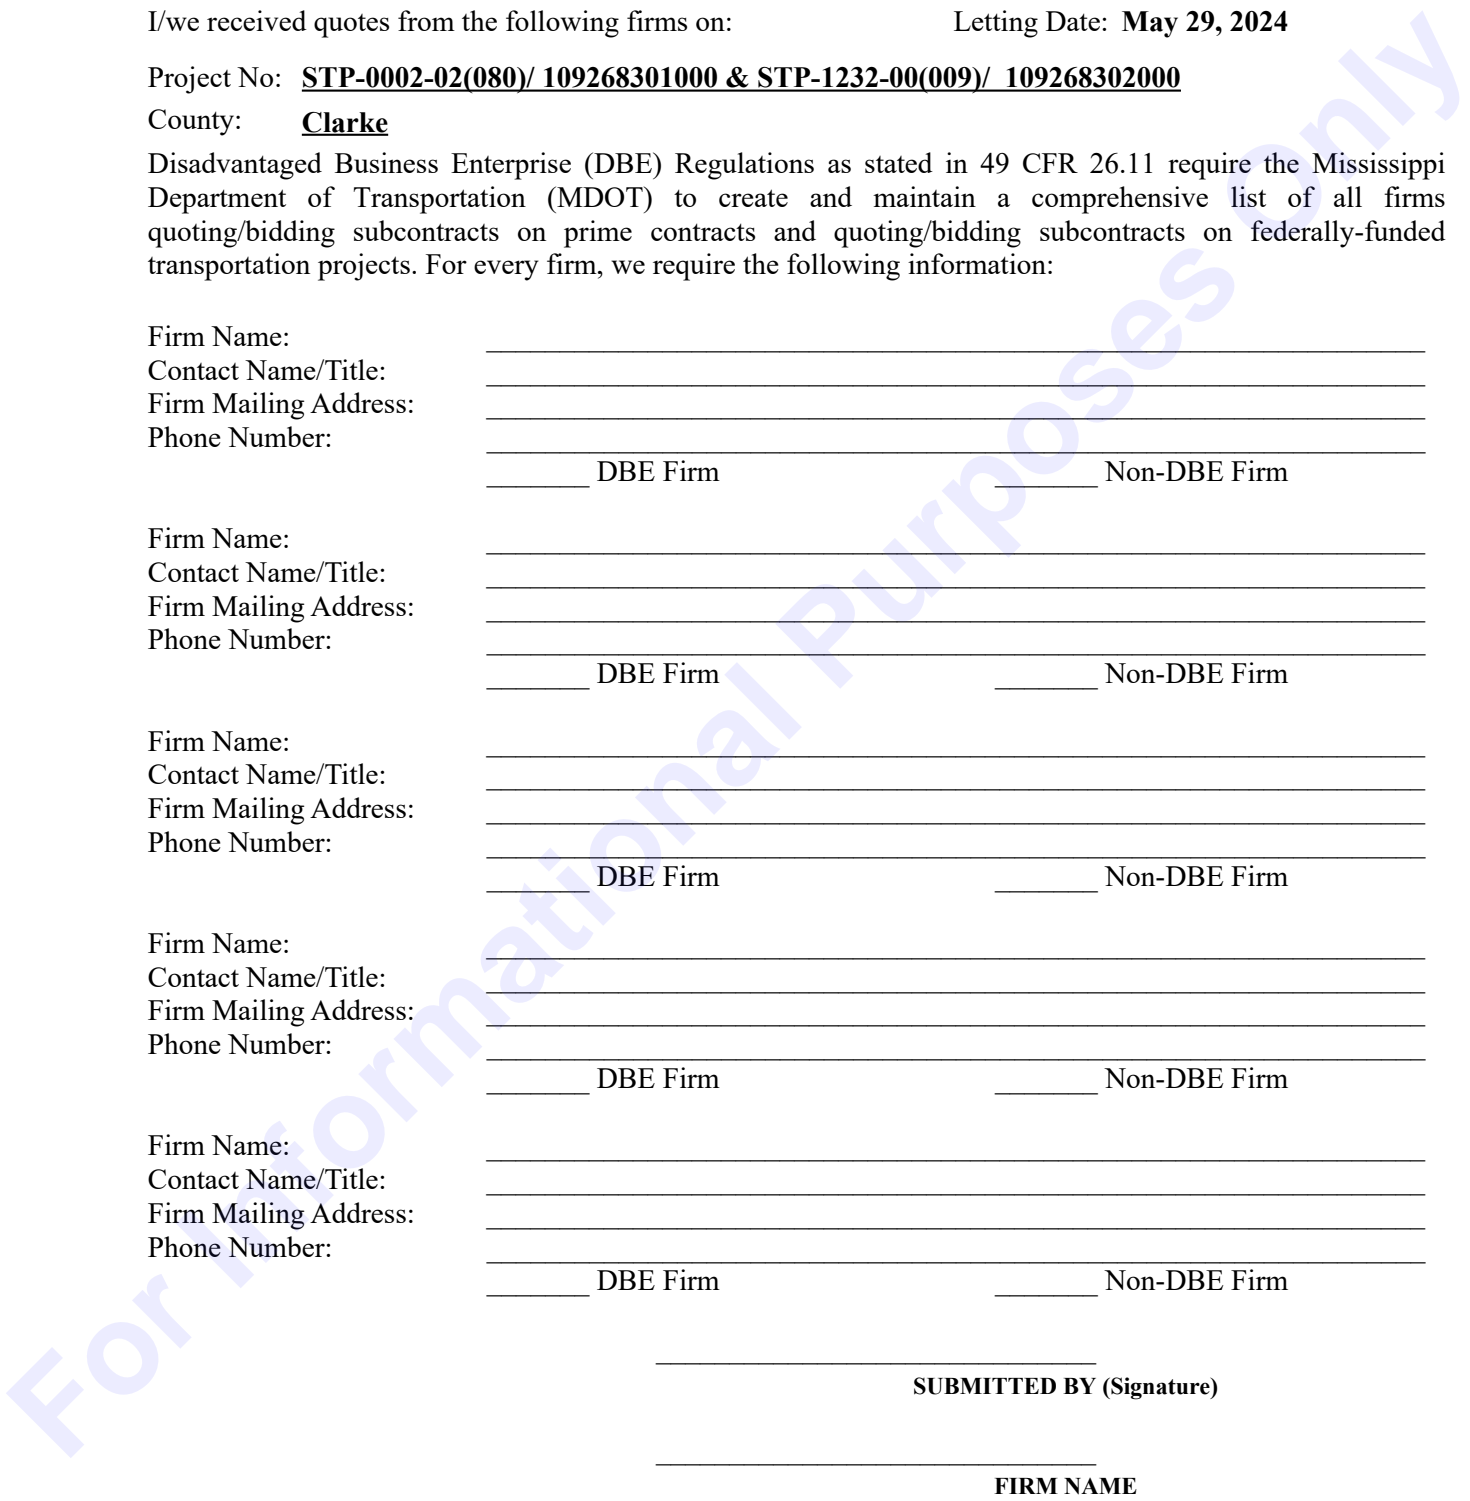 I/we received quotes from the following firms on: Letting Date: May 29, 2024
Project No: STP-0002-02(080)/ 109268301000 & STP-1232-00(009)/ 109268302000
County: Clarke
Disadvantaged Business Enterprise (DBE) Regulations as stated in 49 CFR 26.11 require the Mississippi
Department of Transportation (MDOT) to create and maintain a comprehensive list of all firms
quoting/bidding subcontracts on prime contracts and quoting/bidding subcontracts on federally-funded
transportation projects. For every firm, we require the following information:
Firm Name:
Contact Name/Title:
Firm Mailing Address:
Phone Number:
DBE Firm Non-DBE Firm
Firm Name:
Contact Name/Title:
Firm Mailing Address:
Phone Number:
DBE Firm Non-DBE Firm
Firm Name:
Contact Name/Title:
Firm Mailing Address:
Phone Number:
DBE Firm Non-DBE Firm
Firm Name:
Contact Name/Title:
Firm Mailing Address:
Phone Number:
DBE Firm Non-DBE Firm
Firm Name:
Contact Name/Title:
Firm Mailing Address:
Phone Number:
DBE Firm Non-DBE Firm
SUBMITTED BY (Signature)
FIRM NAME
For Informational Purposes Only